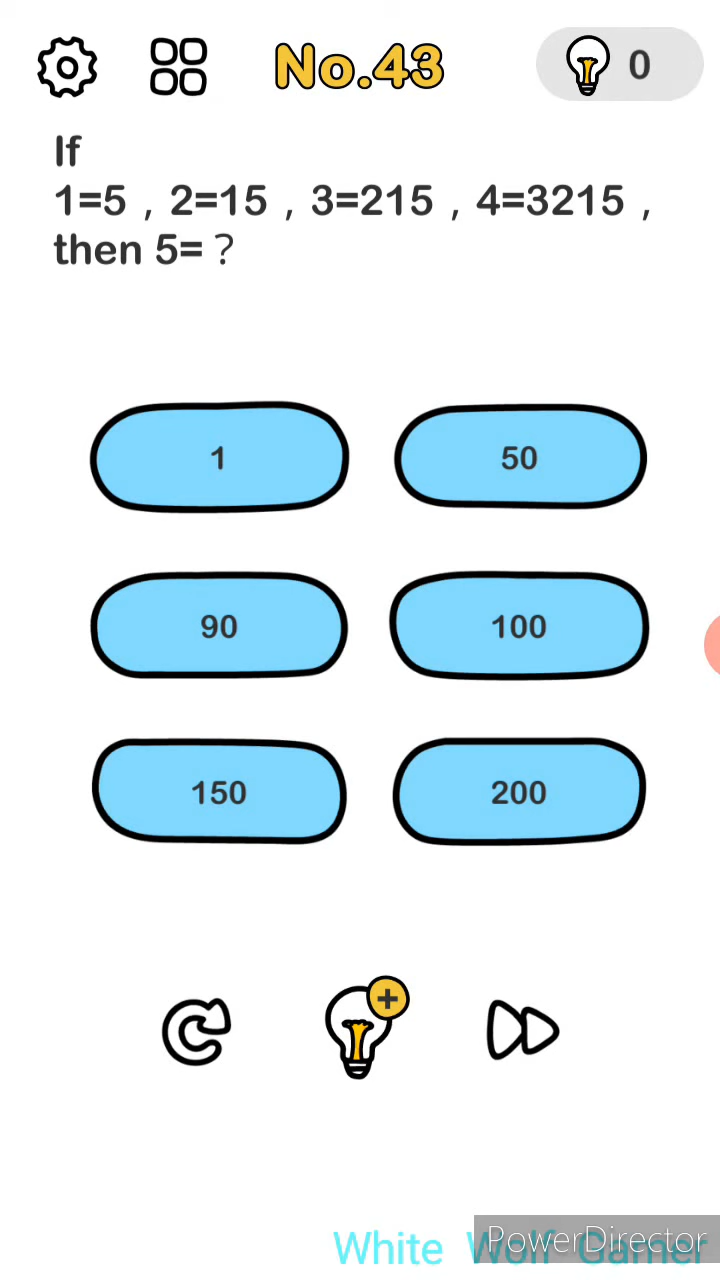 No.43
0
If
1=5 , 2=15 , 3=215 , 4=3215 ,
then 5= ?
1
50
90
100
150
200
+
White Wolf Gamer
PowerDirector